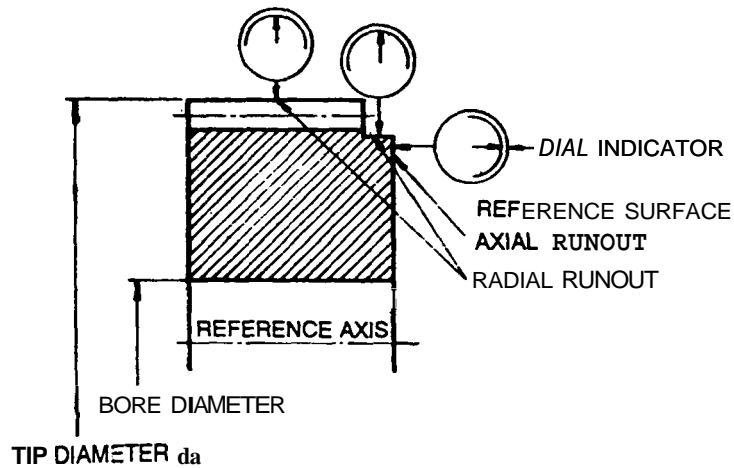 DIAL INDICATOR
REFERENCE SURFACE
AXIAL RUNOUT
RADIAL RUNOUT
REFERENCE AXIS
BORE DIAMETER
TIP DIAMETER da